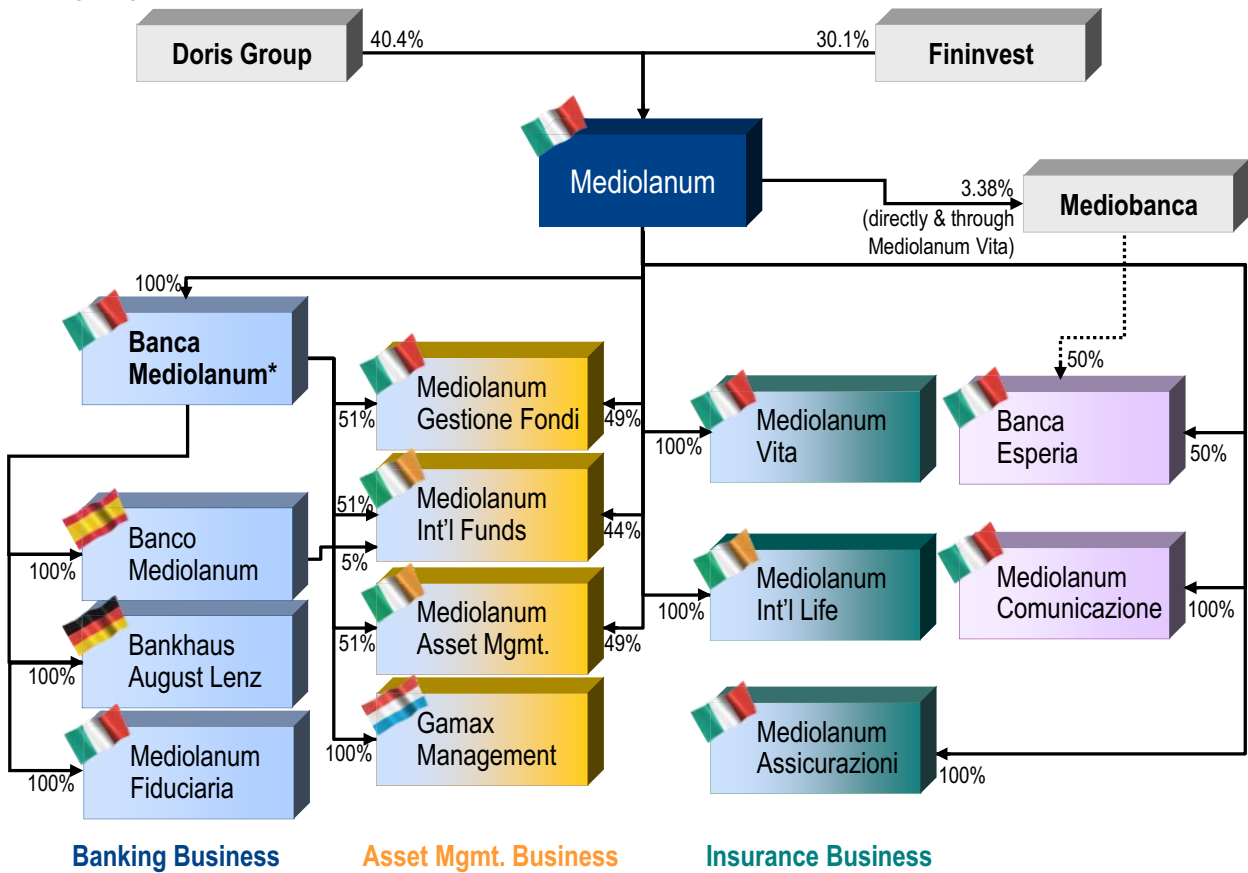 Doris Group
40.4%
30.1%
Fininvest
Mediolanum
3.38%
(directly & through
Mediolanum Vita)
Mediobanca
100%
Banca
Mediolanum*
50%
Mediolanum
Gestione Fondi
51%
49%
Mediolanum
Vita
100%
Banca
Esperia
50%
Banco
Mediolanum
100%
Mediolanum
Int'l Funds
51%
44%
5%
Mediolanum
Int'l Life
100%
Mediolanum
Comunicazione
100%
Bankhaus
August Lenz
100%
Mediolanum
Asset Mgmt.
51%
49%
Mediolanum
Fiduciaria
100%
Gamax
Management
100%
Mediolanum
Assicurazioni
100%
Banking Business
Asset Mgmt. Business
Insurance Business